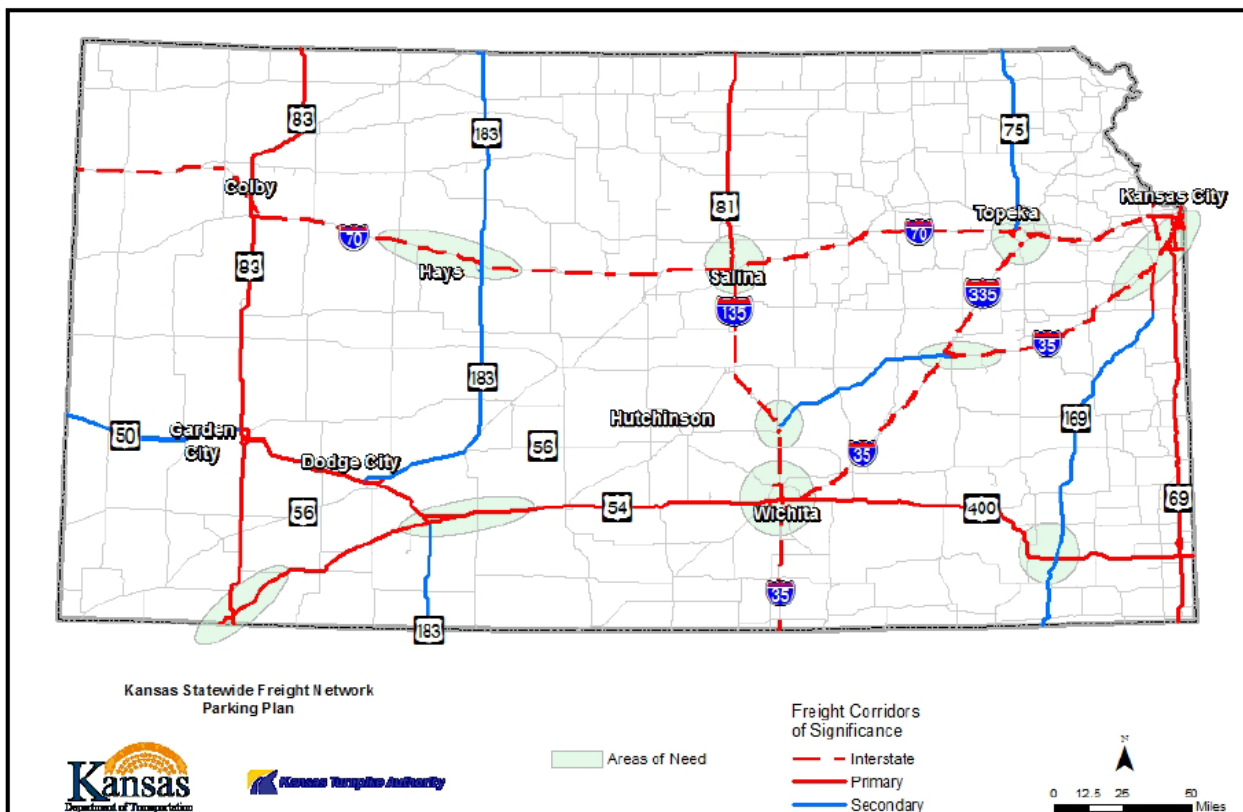 83
183
75
Colby
Kansas City
81
Topeka
70
70
83
Hays
Salina
335
135
35
183
Hutchinson
169
50
Garden
City
56
35
Dodge City
54
400
69
56
Wichita
35
183
Kansas Statewide Freight Network
Parking Plan
Freight Corridors
of Significance
Areas of Need
Interstate
Primary
Secondary
N
Kansas
Department of Transportation
Kansas Turnpike Authority
0 12.5 25 50
Miles